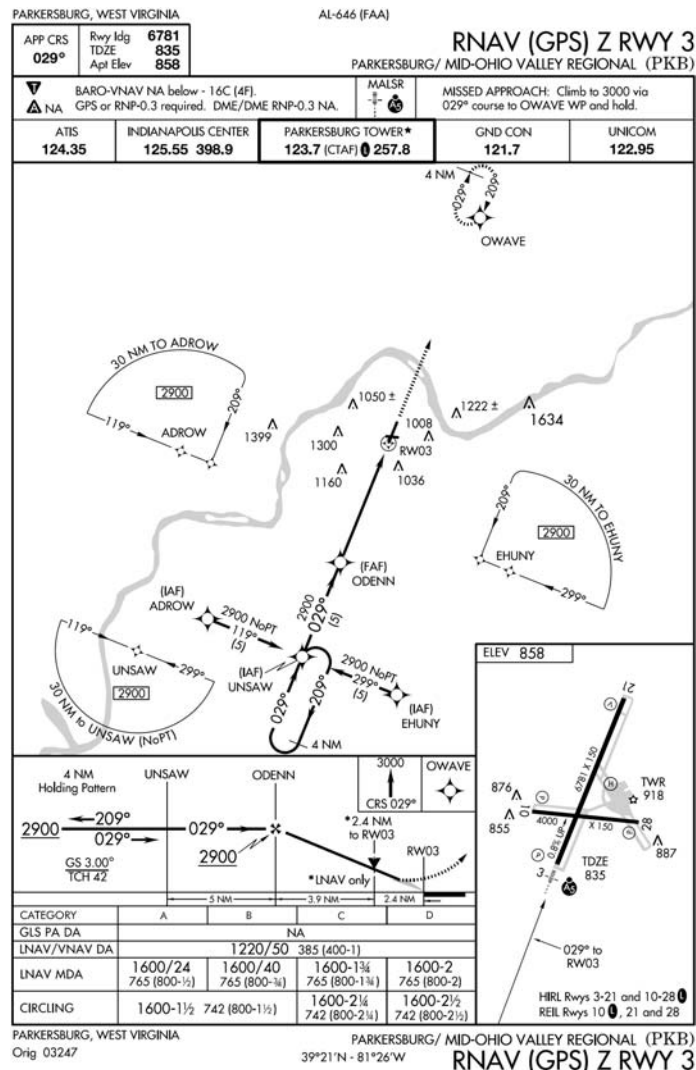 PARKERSBURG, WEST VIRGINIA
AL-646 (FAA)
APP CRS
029°
Rwy ldg 6781
TDZE 835
Apt Elev 858
RNAV (GPS) Z RWY 3
PARKERSBURG/ MID-OHIO VALLEY REGIONAL (PKB)
T
A NA
BARO-VNAV NA below - 16C (4F).
GPS or RNP-0.3 required. DME/DME RNP-0.3 NA.
MALSR
A5
MISSED APPROACH: Climb to 3000 via
029° course to OWAVE WP and hold.
ATIS
124.35
INDIANAPOLIS CENTER
125.55 398.9
PARKERSBURG TOWER★
123.7 (CTAF) L 257.8
GND CON
121.7
UNICOM
122.95
4 NM
029°
209°
OWAVE
30 NM TO ADROW
2900
209°
119°
ADROW
1399
1050 ±
1300
1160
1008
RW03
1036
1222 ±
1634
30 NM TO EHUNY
209°
2900
EHUNY
299°
(FAF)
ODENN
2900
029°
(5)
(IAF)
ADROW
2900 NoPT
119°
(5)
(IAF)
UNSAW
2900 NoPT
299°
(5)
(IAF)
EHUNY
029°
209°
4 NM
119°
UNSAW
299°
2900
30 NM to UNSAW (NoPT)
ELEV 858
21
V
6781 X 150
H
TWR
918
876
855
10
P
4000
X 150
28
887
0.8% UP
P
TDZE
835
3
A5
029° to
RW03
HIRL Rwys 3-21 and 10-28 L
REIL Rwys 10 L, 21 and 28
4 NM
Holding Pattern
UNSAW
ODENN
3000
CRS 029°
OWAVE
2900
209°
029°
029°
2900
GS 3.00°
TCH 42
*2.4 NM
to RW03
RW03
*LNAV only
5 NM
3.9 NM
2.4 NM
CATEGORY A B C D
GLS PA DA NA
LNAV/VNAV DA 1220/50 385 (400-1)
LNAV MDA
1600/24
765 (800-½)
1600/40
765 (800-¾)
1600-1¾
765 (800-1¾)
1600-2
765 (800-2)
CIRCLING
1600-1½ 742 (800-1½)
1600-2¼
742 (800-2¼)
1600-2½
742 (800-2½)
PARKERSBURG, WEST VIRGINIA
Orig 03247
39°21'N - 81°26'W
PARKERSBURG/ MID-OHIO VALLEY REGIONAL (PKB)
RNAV (GPS) Z RWY 3